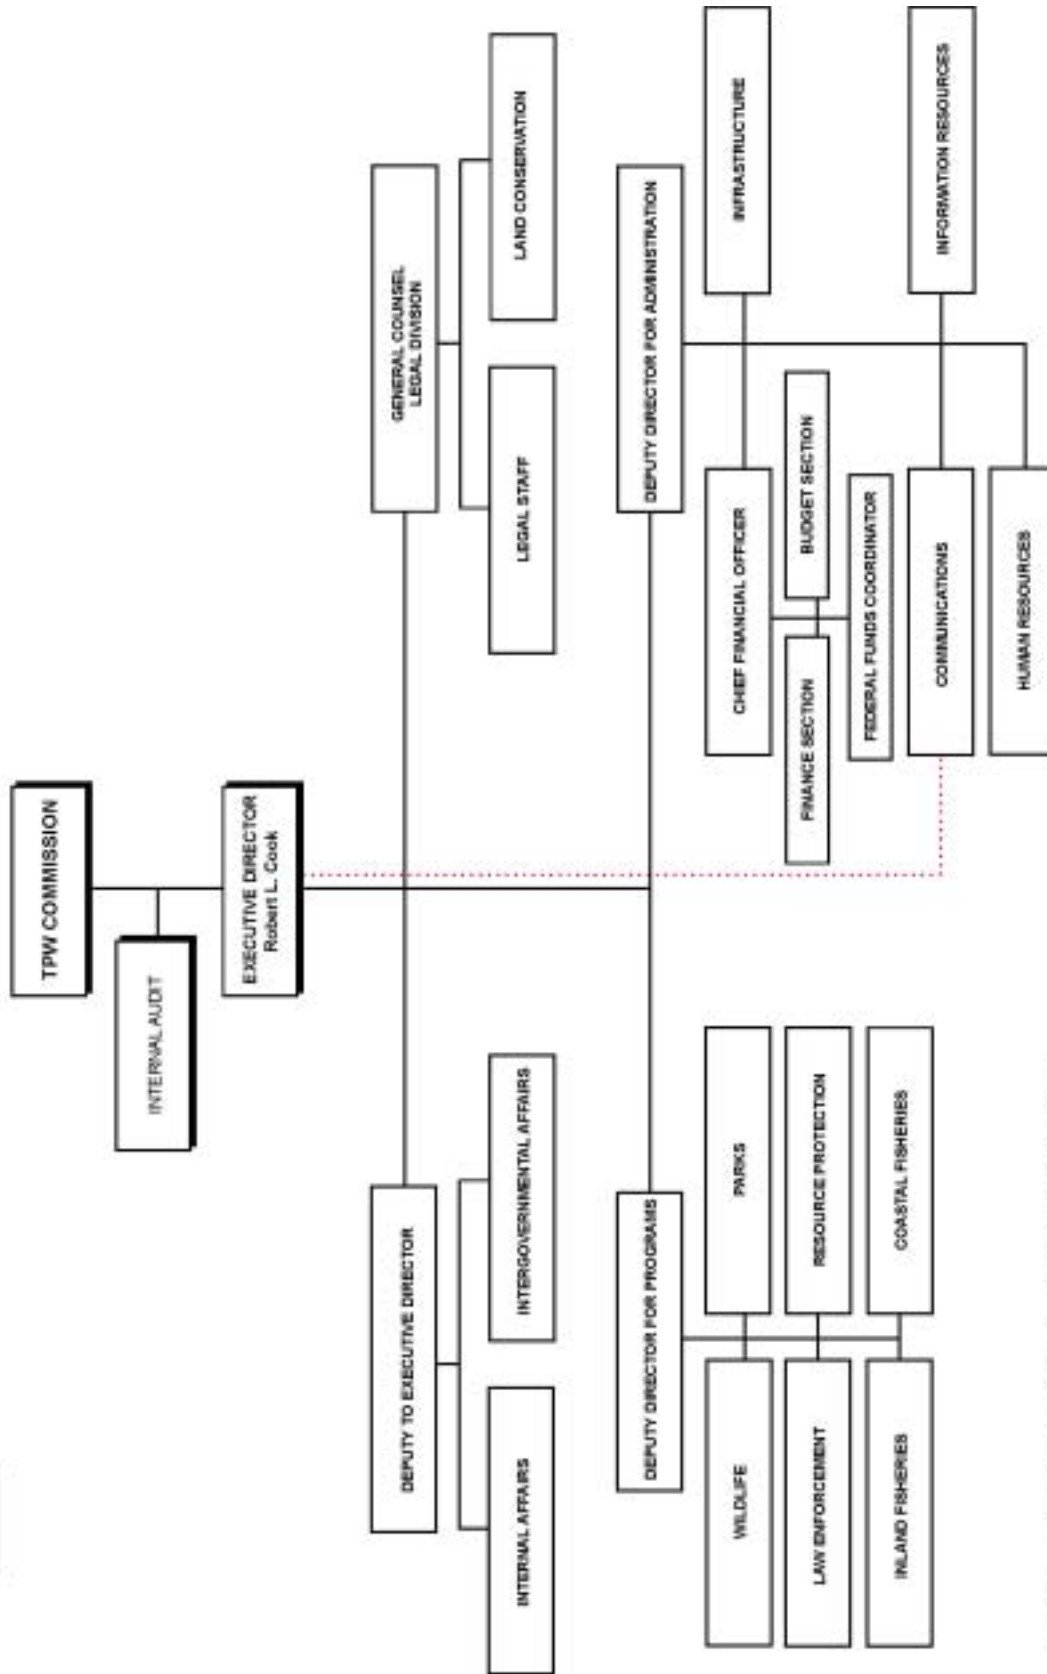 TPW COMMISSION
INTERNAL AUDIT
EXECUTIVE DIRECTOR
Robert L. Cook
DEPUTY TO EXECUTIVE DIRECTOR
GENERAL COUNSEL
LEGAL DIVISION
INTERNAL AFFAIRS
INTERGOVERNMENTAL AFFAIRS
LEGAL STAFF
LAND CONSERVATION
DEPUTY DIRECTOR FOR PROGRAMS
DEPUTY DIRECTOR FOR ADMINISTRATION
WILDLIFE
PARKS
LAW ENFORCEMENT
RESOURCE PROTECTION
INLAND FISHERIES
COASTAL FISHERIES
CHIEF FINANCIAL OFFICER
INFRASTRUCTURE
FINANCE SECTION
BUDGET SECTION
FEDERAL FUNDS COORDINATOR
COMMUNICATIONS
INFORMATION RESOURCES
HUMAN RESOURCES